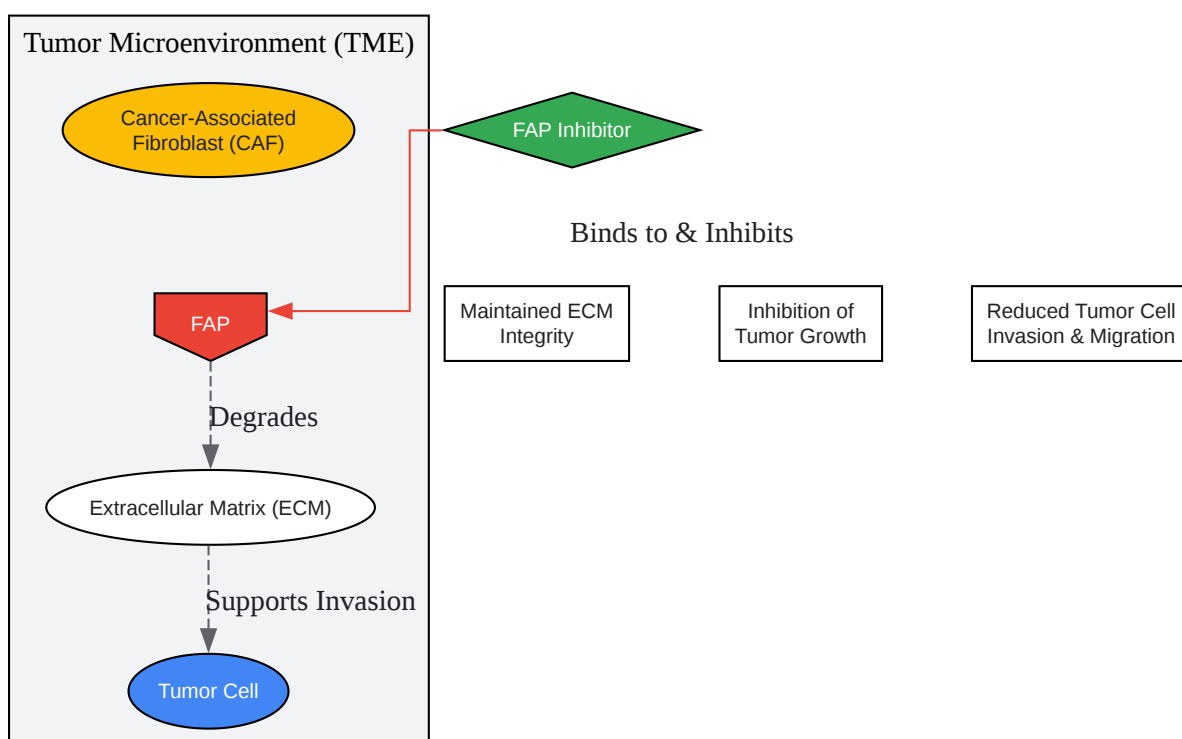 Tumor Microenvironment (TME)
Cancer-Associated
Fibroblast (CAF)
FAP Inhibitor
Binds to & Inhibits
FAP
Maintained ECM
Integrity
Inhibition of
Tumor Growth
Reduced Tumor Cell
Invasion & Migration
Degrades
Extracellular Matrix (ECM)
Supports Invasion
Tumor Cell